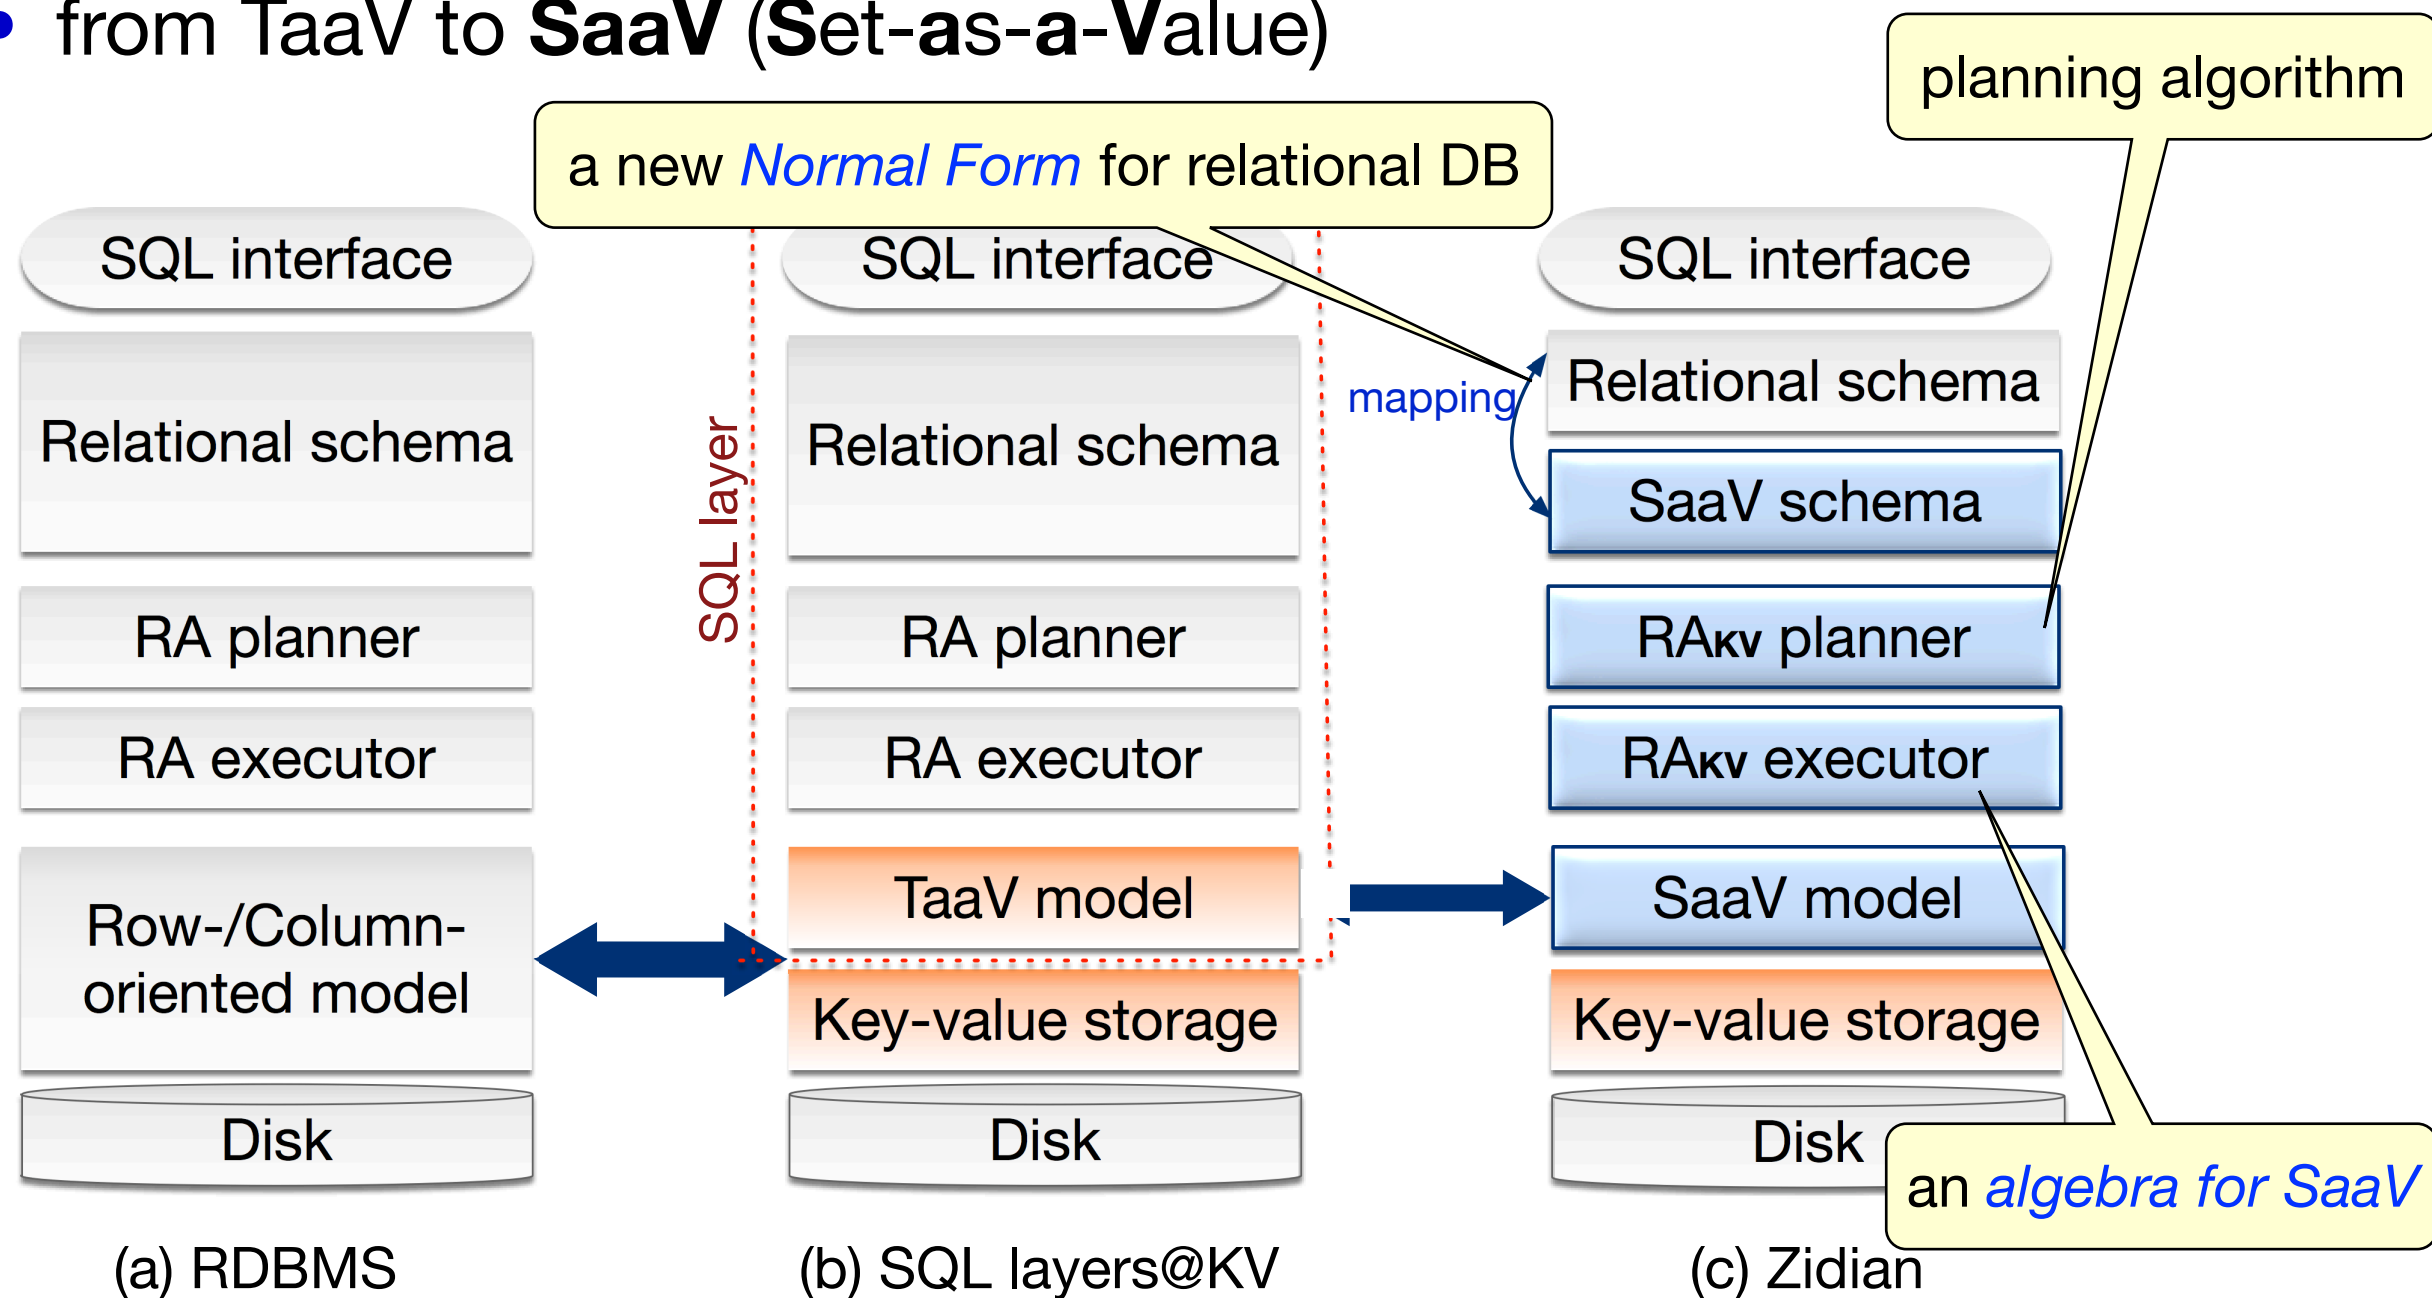 • from TaaV to SaaV (Set-as-a-Value)
planning algorithm
a new Normal Form for relational DB
SQL interface
Relational schema
RA planner
RA executor
Row-/Column-
oriented model
Disk
(a) RDBMS
SQL layer
SQL interface
Relational schema
RA planner
RA executor
TaaV model
Key-value storage
Disk
(b) SQL layers@KV
mapping
SQL interface
Relational schema
SaaV schema
RAKV planner
RAKV executor
SaaV model
Key-value storage
Disk
an algebra for SaaV
(c) Zidian